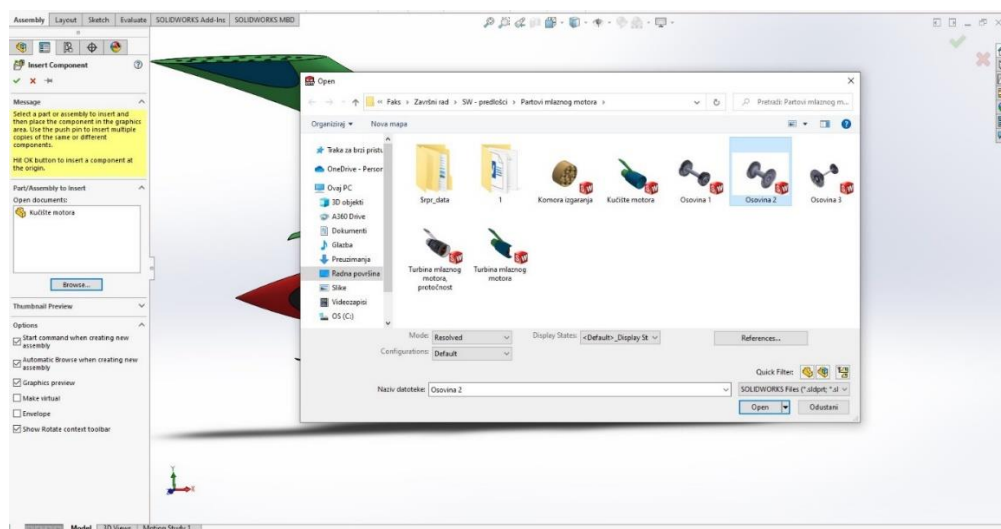 Assembly Layout Sketch Evaluate SOLIDWORKS Add-Ins SOLIDWORKS MBD
Insert Component
Message
Select a part or assembly to insert and
then place the component in the graphics
area. Use the push pin to insert multiple
copies of the same or different
components.
Hit OK button to insert a component at
the origin.
Part/Assembly to Insert
Open documents:
Kućište motora
Browse...
Thumbnail Preview
Options
Start command when creating new
assembly
Automatic Browse when creating new
assembly
Graphics preview
Make virtual
Envelope
Show Rotate context toolbar
Open
« Faks > Završni rad > SW - predlošci > Partovi mlaznog motora >
Pretraži: Partovi mlaznog m...
Organiziraj Nova mapa
Traka za brzi pristu
OneDrive - Person
Ovaj PC
3D objekti
A360 Drive
Dokumenti
Glazba
Preuzimanja
Radna površina
Slike
Videozapisi
OS (C:)
Srpr_data
1
Komora izgaranja
Kućište motora
Osovina 1
Osovina 2
Osovina 3
Turbina mlaznog
motora,
protočnost
Turbina mlaznog
motora
Mode: Resolved
Display States: <Default>_Display St
References...
Configurations: Default
Quick Filter:
Naziv datoteke: Osovina 2
SOLIDWORKS Files (*.sldprt; *.sl
Open
Odustani
Y
X
Model 3D Views Motion Study 1